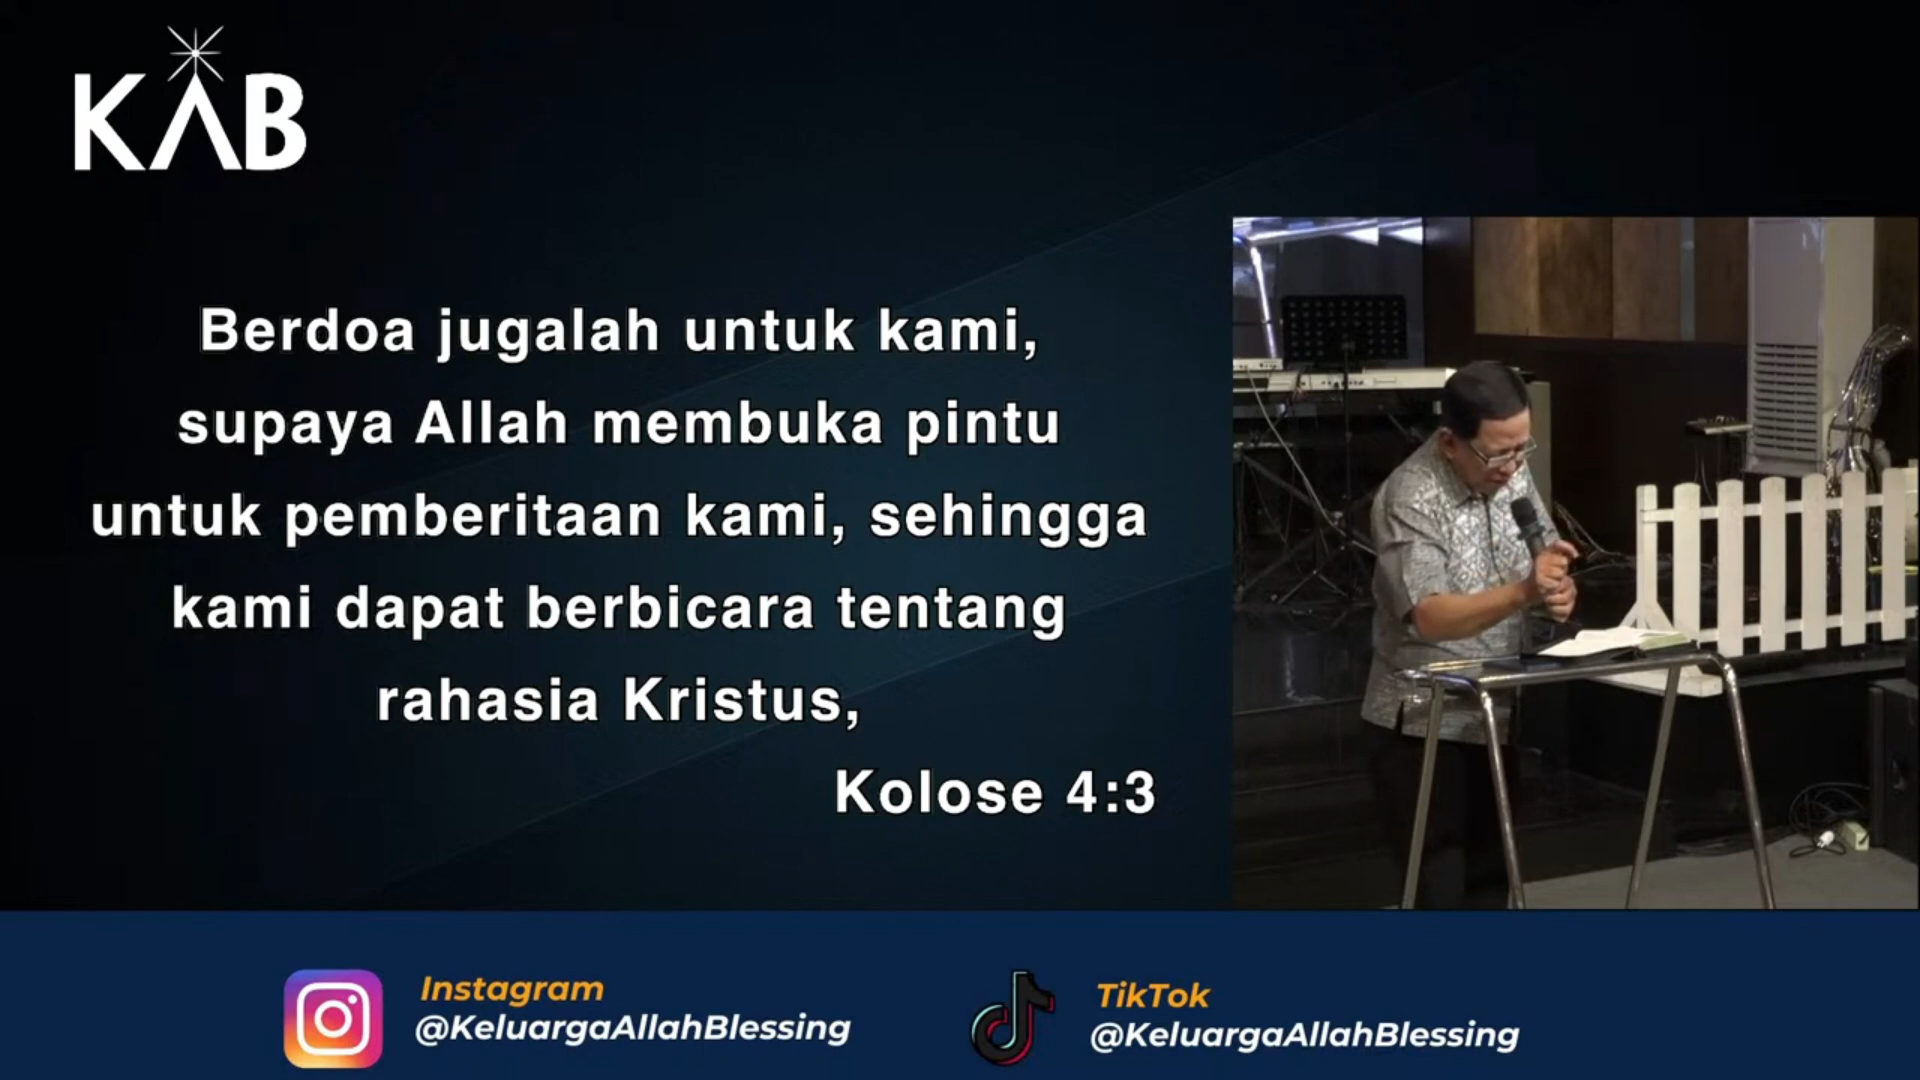 KAB
Berdoa jugalah untuk kami,
supaya Allah membuka pintu
untuk pemberitaan kami, sehingga
kami dapat berbicara tentang
rahasia Kristus,
Kolose 4:3
Instagram
@KeluargaAllahBlessing
TikTok
@KeluargaAllahBlessing